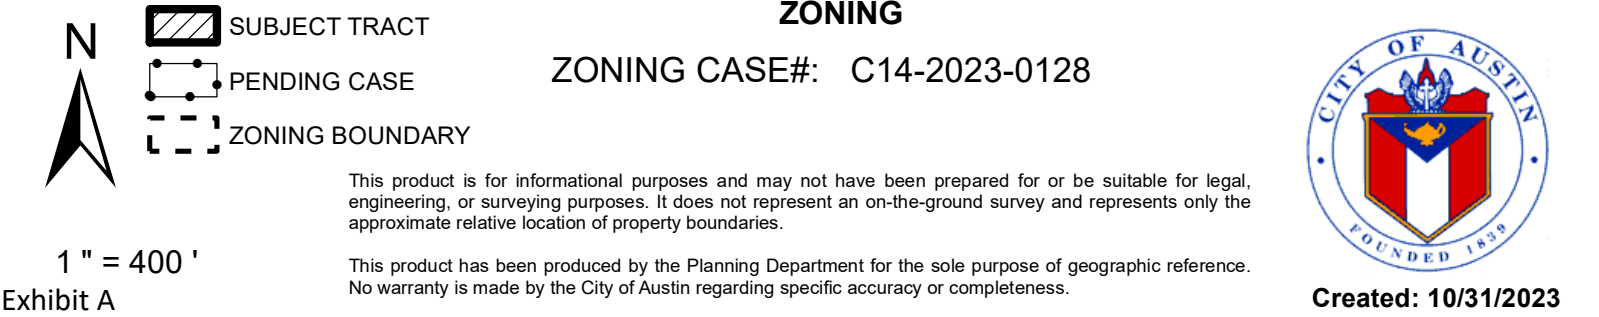 ZONING
ZONING CASE#: C14-2023-0128
N
SUBJECT TRACT
PENDING CASE
ZONING BOUNDARY
This product is for informational purposes and may not have been prepared for or be suitable for legal,
engineering, or surveying purposes. It does not represent an on-the-ground survey and represents only the
approximate relative location of property boundaries.
1 " = 400 '
This product has been produced by the Planning Department for the sole purpose of geographic reference.
No warranty is made by the City of Austin regarding specific accuracy or completeness.
Exhibit A
CITY OF AUSTIN
FOUNDED 1839
Created: 10/31/2023